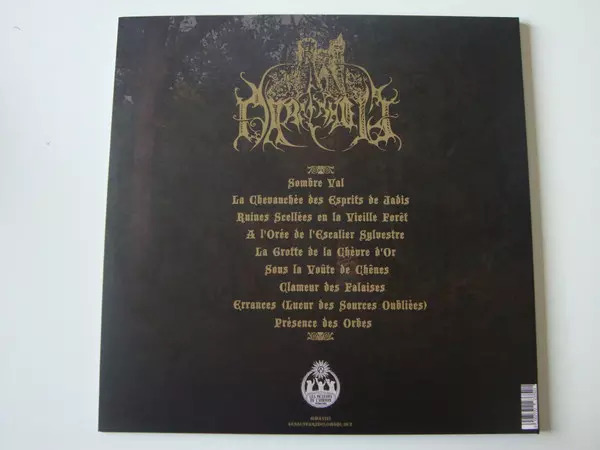 Darkenhöld
Sombre Val
La Chevauchée des Esprits de Jadis
Ruines Scellées en la Vieille Forêt
A l'Orée de l'Escalier Sylvestre
La Grotte de la Chèvre d'Or
Sous la Voûte de Chênes
Clameur des Falaises
Errances (Lueur des Sources Oubliées)
Présence des Orbes